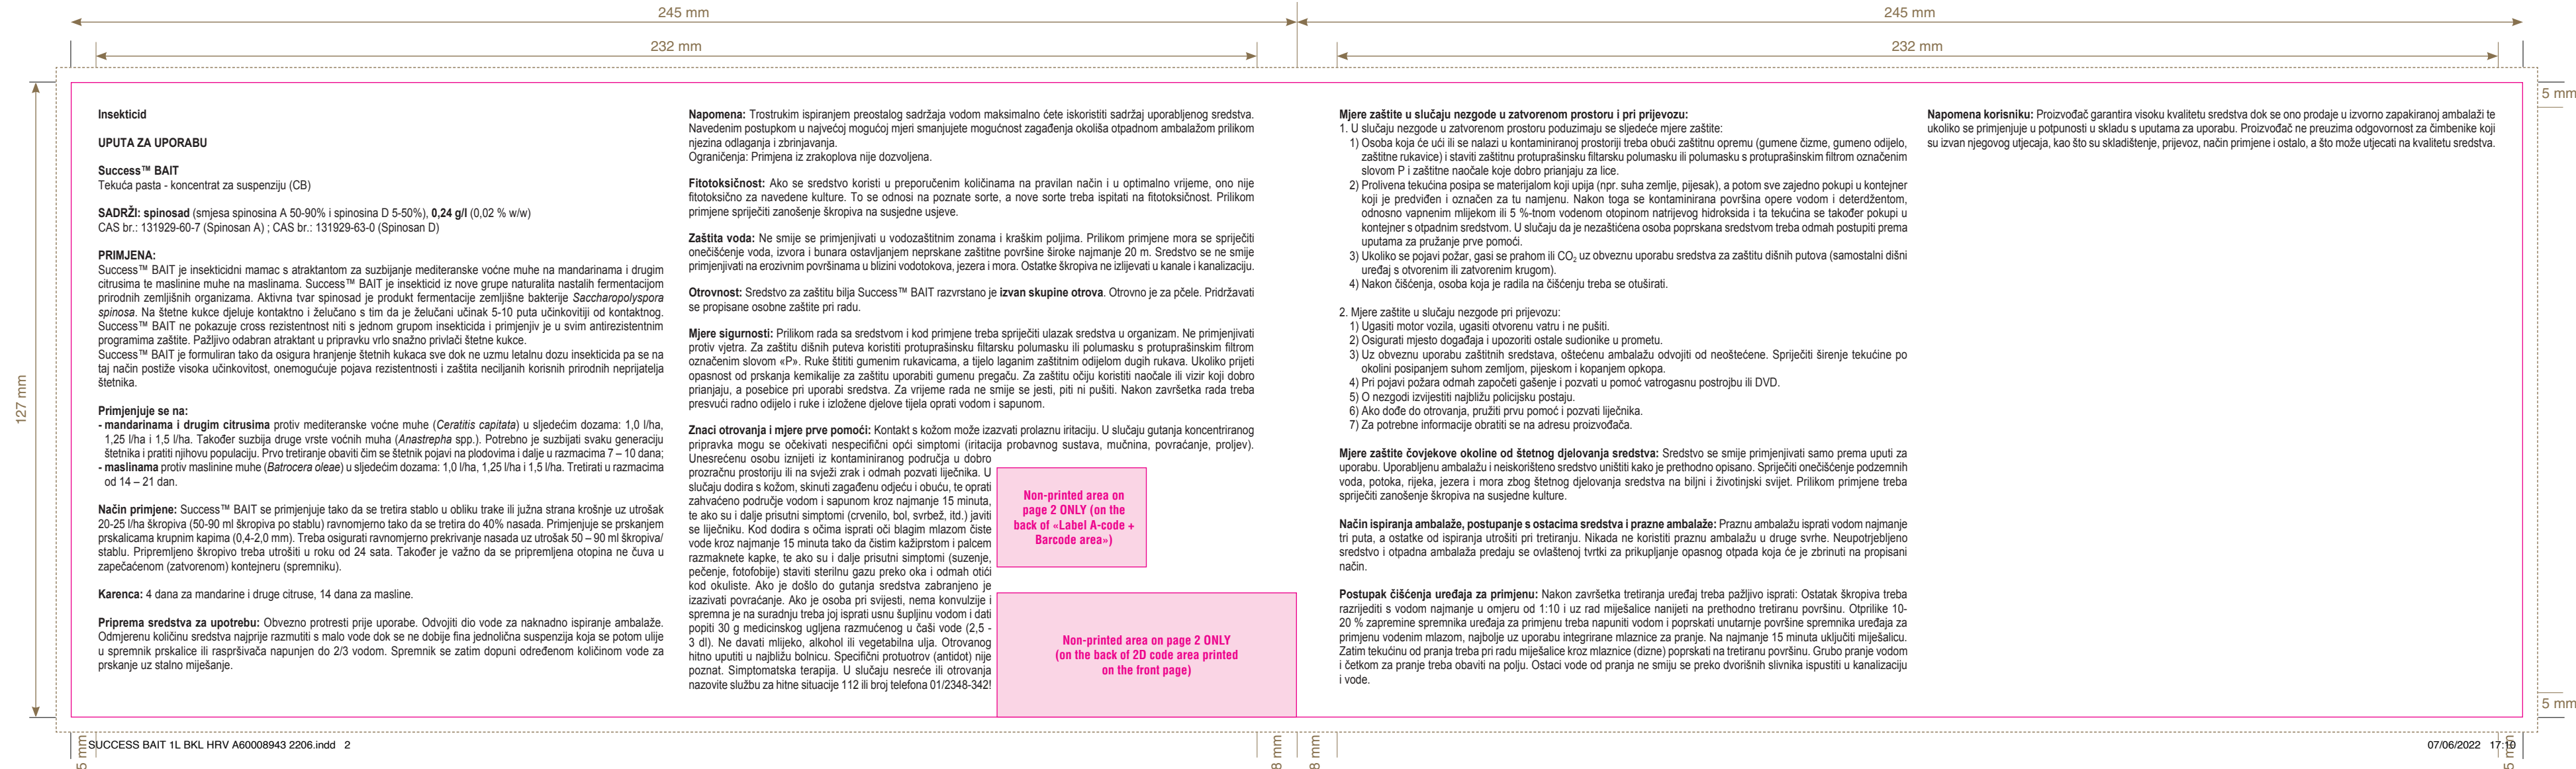 245 mm
245 mm
232 mm
232 mm
127 mm
5 mm
5 mm
Insekticid
UPUTA ZA UPORABU
Success™ BAIT
Tekuća pasta - koncentrat za suspenziju (CB)
SADRŽI: spinosad (smjesa spinosina A 50-90% i spinosina D 5-50%), 0,24 g/l (0,02 % w/w)
CAS br.: 131929-60-7 (Spinosan A) ; CAS br.: 131929-63-0 (Spinosan D)
PRIMJENA:
Success™ BAIT je insekticidni mamac s atraktantom za suzbijanje mediteranske voćne muhe na mandarinama i drugim
citrusima te maslinine muhe na maslinama. Success™ BAIT je insekticid iz nove grupe naturalita nastalih fermentacijom
prirodnih zemljišnih organizama. Aktivna tvar spinosad je produkt fermentacije zemljišne bakterije Saccharopolyspora
spinosa. Na štetne kukce djeluje kontaktno i želučano s tim da je želučani učinak 5-10 puta učinkovitiji od kontaktnog.
Success™ BAIT ne pokazuje cross rezistentnost niti s jednom grupom insekticida i primjenjiv je u svim antirezistentnim
programima zaštite. Pažljivo odabran atraktant u pripravku vrlo snažno privlači štetne kukce.
Success™ BAIT je formuliran tako da osigura hranjenje štetnih kukaca sve dok ne uzmu letalnu dozu insekticida pa se na
taj način postiže visoka učinkovitost, onemogućuje pojava rezistentnosti i zaštita neciljanih korisnih prirodnih neprijatelja
štetnika.
Primjenjuje se na:
- mandarinama i drugim citrusima protiv mediteranske voćne muhe (Ceratitis capitata) u sljedećim dozama: 1,0 l/ha,
1,25 l/ha i 1,5 l/ha. Također suzbija druge vrste voćnih muha (Anastrepha spp.). Potrebno je suzbijati svaku generaciju
štetnika i pratiti njihovu populaciju. Prvo tretiranje obaviti čim se štetnik pojavi na plodovima i dalje u razmacima 7 – 10 dana;
- maslinama protiv maslinine muhe (Batrocera oleae) u sljedećim dozama: 1,0 l/ha, 1,25 l/ha i 1,5 l/ha. Tretirati u razmacima
od 14 – 21 dan.
Način primjene: Success™ BAIT se primjenjuje tako da se tretira stablo u obliku trake ili južna strana krošnje uz utrošak
20-25 l/ha škropiva (50-90 ml škropiva po stablu) ravnomjerno tako da se tretira do 40% nasada. Primjenjuje se prskanjem
prskalicama krupnim kapima (0,4-2,0 mm). Treba osigurati ravnomjerno prekrivanje nasada uz utrošak 50 – 90 ml škropiva/
stablu. Pripremljeno škropivo treba utrošiti u roku od 24 sata. Također je važno da se pripremljena otopina ne čuva u
zapečaćenom (zatvorenom) kontejneru (spremniku).
Karenca: 4 dana za mandarine i druge citruse, 14 dana za masline.
Priprema sredstva za upotrebu: Obvezno protresti prije uporabe. Odvojiti dio vode za naknadno ispiranje ambalaže.
Odmjerenu količinu sredstva najprije razmutiti s malo vode dok se ne dobije fina jednolična suspenzija koja se potom ulije
u spremnik prskalice ili raspršivača napunjen do 2/3 vodom. Spremnik se zatim dopuni određenom količinom vode za
prskanje uz stalno miješanje.
Napomena: Trostrukim ispiranjem preostalog sadržaja vodom maksimalno ćete iskoristiti sadržaj uporabljenog sredstva.
Navedenim postupkom u najvećoj mogućoj mjeri smanjujete mogućnost zagađenja okoliša otpadnom ambalažom prilikom
njezina odlaganja i zbrinjavanja.
Ograničenja: Primjena iz zrakoplova nije dozvoljena.
Fitotoksičnost: Ako se sredstvo koristi u preporučenim količinama na pravilan način i u optimalno vrijeme, ono nije
fitotoksično za navedene kulture. To se odnosi na poznate sorte, a nove sorte treba ispitati na fitotoksičnost. Prilikom
primjene spriječiti zanošenje škropiva na susjedne usjeve.
Zaštita voda: Ne smije se primjenjivati u vodozaštitnim zonama i kraškim poljima. Prilikom primjene mora se spriječiti
onečišćenje voda, izvora i bunara ostavljanjem neprskane zaštitne površine široke najmanje 20 m. Sredstvo se ne smije
primjenjivati na erozivnim površinama u blizini vodotokova, jezera i mora. Ostatke škropiva ne izlijevati u kanale i kanalizaciju.
Otrovnost: Sredstvo za zaštitu bilja Success™ BAIT razvrstano je izvan skupine otrova. Otrovno je za pčele. Pridržavati
se propisane osobne zaštite pri radu.
Mjere sigurnosti: Prilikom rada sa sredstvom i kod primjene treba spriječiti ulazak sredstva u organizam. Ne primjenjivati
protiv vjetra. Za zaštitu dišnih puteva koristiti protuprašinsku filtarsku polumasku ili polumasku s protuprašinskim filtrom
označenim slovom «P». Ruke štititi gumenim rukavicama, a tijelo laganim zaštitnim odijelom dugih rukava. Ukoliko prijeti
opasnost od prskanja kemikalije za zaštitu uporabiti gumenu pregaču. Za zaštitu očiju koristiti naočale ili vizir koji dobro
prianjaju, a posebice pri uporabi sredstva. Za vrijeme rada ne smije se jesti, piti ni pušiti. Nakon završetka rada treba
presvući radno odijelo i ruke i izložene djelove tijela oprati vodom i sapunom.
Znaci otrovanja i mjere prve pomoći: Kontakt s kožom može izazvati prolaznu iritaciju. U slučaju gutanja koncentriranog
pripravka mogu se očekivati nespecifični opći simptomi (iritacija probavnog sustava, mučnina, povraćanje, proljev).
Unesrećenu osobu iznijeti iz kontaminiranog područja u dobro
prozračnu prostoriju ili na svježi zrak i odmah pozvati liječnika. U
slučaju dodira s kožom, skinuti zagađenu odjeću i obuću, te oprati
zahvaćeno područje vodom i sapunom kroz najmanje 15 minuta,
te ako su i dalje prisutni simptomi (crvenilo, bol, svrbež, itd.) javiti
se liječniku. Kod dodira s očima isprati oči blagim mlazom čiste
vode kroz najmanje 15 minuta tako da čistim kažiprstom i palcem
razmaknete kapke, te ako su i dalje prisutni simptomi (suzenje,
pečenje, fotofobije) staviti sterilnu gazu preko oka i odmah otići
kod okuliste. Ako je došlo do gutanja sredstva zabranjeno je
izazivati povraćanje. Ako je osoba pri svijesti, nema konvulzije i
spremna je na suradnju treba joj isprati usnu šupljinu vodom i dati
popiti 30 g medicinskog ugljena razmućenog u čaši vode (2,5 -
3 dl). Ne davati mlijeko, alkohol ili vegetabilna ulja. Otrovanog
hitno uputiti u najbližu bolnicu. Specifični protuotrov (antidot) nije
poznat. Simptomatska terapija. U slučaju nesreće ili otrovanja
nazovite službu za hitne situacije 112 ili broj telefona 01/2348-342!
Non-printed area on
page 2 ONLY (on the
back of «Label A-code +
Barcode area»)
Non-printed area on page 2 ONLY
(on the back of 2D code area printed
on the front page)
Mjere zaštite u slučaju nezgode u zatvorenom prostoru i pri prijevozu:
1. U slučaju nezgode u zatvorenom prostoru poduzimaju se sljedeće mjere zaštite:
1) Osoba koja će ući ili se nalazi u kontaminiranoj prostoriji treba obući zaštitnu opremu (gumene čizme, gumeno odijelo,
zaštitne rukavice) i staviti zaštitnu protuprašinsku filtarsku polumasku ili polumasku s protuprašinskim filtrom označenim
slovom P i zaštitne naočale koje dobro prianjaju za lice.
2) Prolivena tekućina posipa se materijalom koji upija (npr. suha zemlje, pijesak), a potom sve zajedno pokupi u kontejner
koji je predviđen i označen za tu namjenu. Nakon toga se kontaminirana površina opere vodom i deterdžentom,
odnosno vapnenim mlijekom ili 5 %-tnom vodenom otopinom natrijevog hidroksida i ta tekućina se također pokupi u
kontejner s otpadnim sredstvom. U slučaju da je nezaštićena osoba poprskana sredstvom treba odmah postupiti prema
uputama za pružanje prve pomoći.
3) Ukoliko se pojavi požar, gasi se prahom ili CO₂ uz obveznu uporabu sredstva za zaštitu dišnih putova (samostalni dišni
uređaj s otvorenim ili zatvorenim krugom).
4) Nakon čišćenja, osoba koja je radila na čišćenju treba se otuširati.
2. Mjere zaštite u slučaju nezgode pri prijevozu:
1) Ugasiti motor vozila, ugasiti otvorenu vatru i ne pušiti.
2) Osigurati mjesto događaja i upozoriti ostale sudionike u prometu.
3) Uz obveznu uporabu zaštitnih sredstava, oštećenu ambalažu odvojiti od neoštećene. Spriječiti širenje tekućine po
okolini posipanjem suhom zemljom, pijeskom i kopanjem opkopa.
4) Pri pojavi požara odmah započeti gašenje i pozvati u pomoć vatrogasnu postrojbu ili DVD.
5) O nezgodi izvijestiti najbližu policijsku postaju.
6) Ako dođe do otrovanja, pružiti prvu pomoć i pozvati liječnika.
7) Za potrebne informacije obratiti se na adresu proizvođača.
Mjere zaštite čovjekove okoline od štetnog djelovanja sredstva: Sredstvo se smije primjenjivati samo prema uputi za
uporabu. Uporabljenu ambalažu i neiskorišteno sredstvo uništiti kako je prethodno opisano. Spriječiti onečišćenje podzemnih
voda, potoka, rijeka, jezera i mora zbog štetnog djelovanja sredstva na biljni i životinjski svijet. Prilikom primjene treba
spriječiti zanošenje škropiva na susjedne kulture.
Način ispiranja ambalaže, postupanje s ostacima sredstva i prazne ambalaže: Praznu ambalažu isprati vodom najmanje
tri puta, a ostatke od ispiranja utrošiti pri tretiranju. Nikada ne koristiti praznu ambalažu u druge svrhe. Neupotrjebljeno
sredstvo i otpadna ambalaža predaju se ovlaštenoj tvrtki za prikupljanje opasnog otpada koja će je zbrinuti na propisani
način.
Postupak čišćenja uređaja za primjenu: Nakon završetka tretiranja uređaj treba pažljivo isprati: Ostatak škropiva treba
razrijediti s vodom najmanje u omjeru od 1:10 i uz rad miješalice nanijeti na prethodno tretiranu površinu. Otprilike 10-
20 % zapremine spremnika uređaja za primjenu treba napuniti vodom i poprskati unutarnje površine spremnika uređaja za
primjenu vodenim mlazom, najbolje uz uporabu integrirane mlaznice za pranje. Na najmanje 15 minuta uključiti miješalicu.
Zatim tekućinu od pranja treba pri radu miješalice kroz mlaznice (dizne) poprskati na tretiranu površinu. Grubo pranje vodom
i četkom za pranje treba obaviti na polju. Ostaci vode od pranja ne smiju se preko dvorišnih slivnika ispustiti u kanalizaciju
i vode.
Napomena korisniku: Proizvođač garantira visoku kvalitetu sredstva dok se ono prodaje u izvorno zapakiranoj ambalaži te
ukoliko se primjenjuje u potpunosti u skladu s uputama za uporabu. Proizvođač ne preuzima odgovornost za čimbenike koji
su izvan njegovog utjecaja, kao što su skladištenje, prijevoz, način primjene i ostalo, a što može utjecati na kvalitetu sredstva.
SUCCESS BAIT 1L BKL HRV A60008943 2206.indd 2
07/06/2022 17:10
5 mm
8 mm
8 mm
5 mm